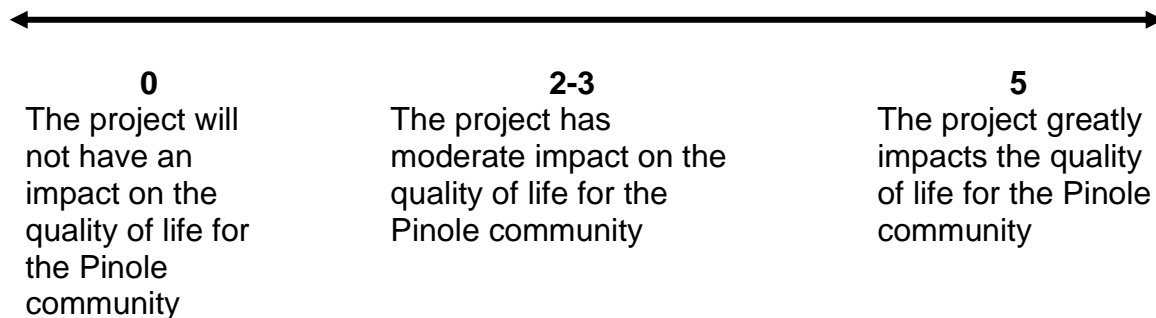 0
The project will
not have an
impact on the
quality of life for
the Pinole
community
2-3
The project has
moderate impact on the
quality of life for the
Pinole community
5
The project greatly
impacts the quality
of life for the Pinole
community